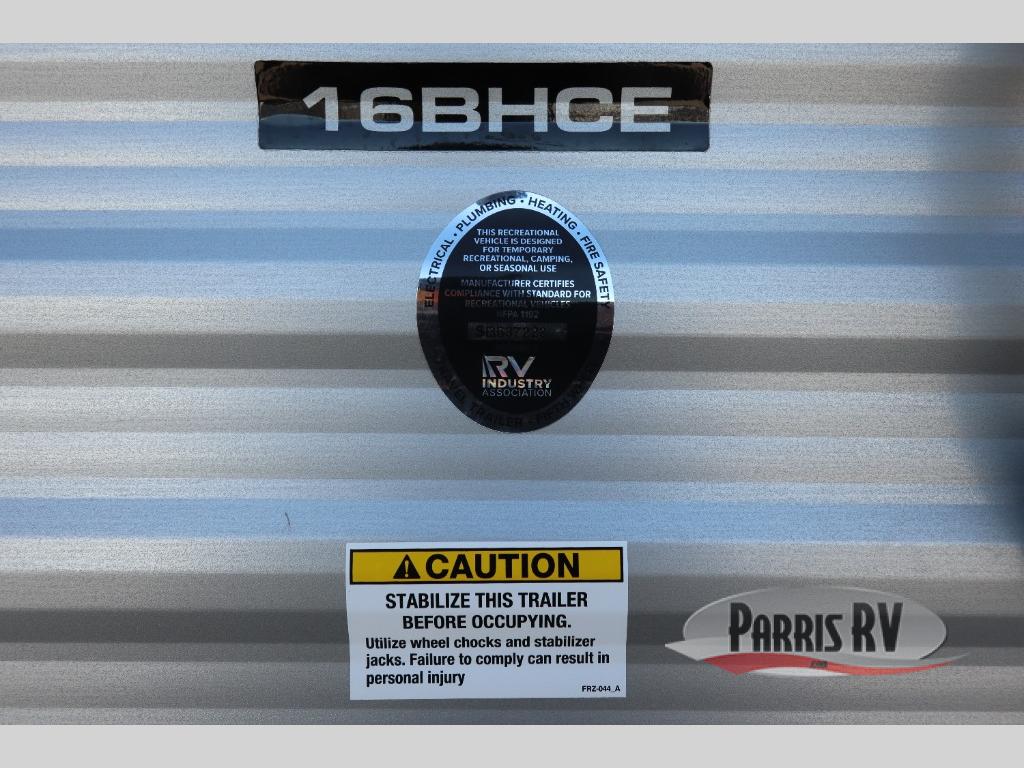 16BHCE
ELECTRICAL • PLUMBING • HEATING • FIRE SAFETY
THIS RECREATIONAL
VEHICLE IS DESIGNED
FOR TEMPORARY
RECREATIONAL, CAMPING,
OR SEASONAL USE
MANUFACTURER CERTIFIES
COMPLIANCE WITH STANDARD FOR
RECREATIONAL VEHICLES
NFPA 1192
RV
INDUSTRY
ASSOCIATION
TRAILER
CAUTION
STABILIZE THIS TRAILER
BEFORE OCCUPYING.
Utilize wheel chocks and stabilizer
jacks. Failure to comply can result in
personal injury
FRZ-044_A
PARRIS RV
.com